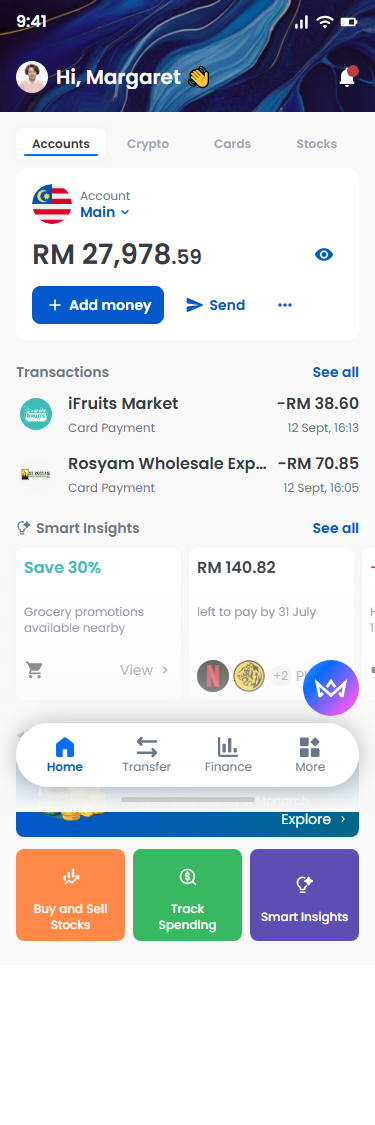 9:41
Hi, Margaret 👋
Accounts
Crypto
Cards
Stocks
Account
Main
RM 27,978.59
+ Add money
Send
Transactions
See all
iFruits Market
-RM 38.60
Card Payment
12 Sept, 16:13
Rosyam Wholesale Exp...
-RM 70.85
Card Payment
12 Sept, 16:05
Smart Insights
See all
Save 30%
RM 140.82
Grocery promotions
available nearby
left to pay by 31 July
View
+2
Home
Transfer
Finance
More
Explore
Buy and Sell
Stocks
Track
Spending
Smart Insights